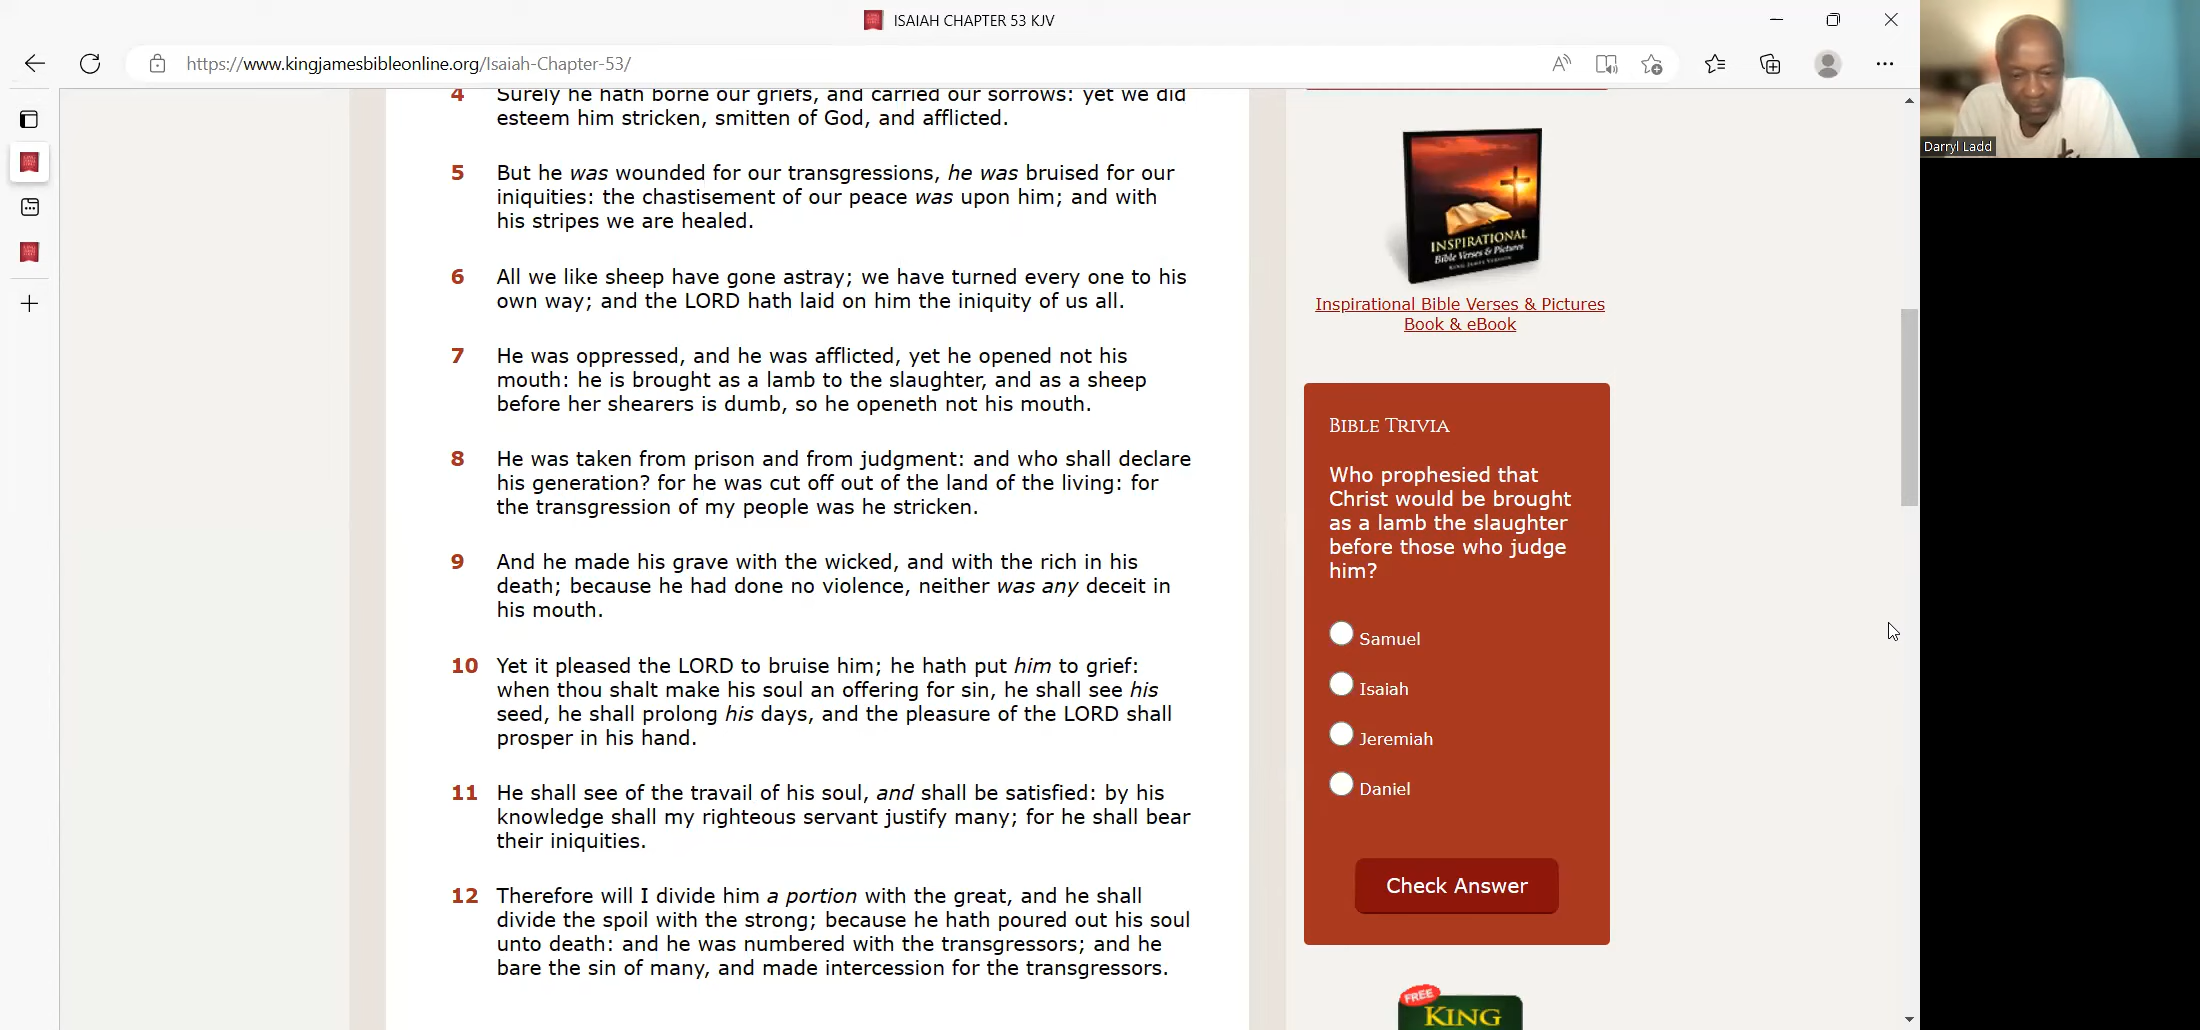 ISAIAH CHAPTER 53 KJV
https://www.kingjamesbibleonline.org/Isaiah-Chapter-53/
4 Surely he hath borne our griefs, and carried our sorrows: yet we did
esteem him stricken, smitten of God, and afflicted.
5 But he was wounded for our transgressions, he was bruised for our
iniquities: the chastisement of our peace was upon him; and with
his stripes we are healed.
6 All we like sheep have gone astray; we have turned every one to his
own way; and the LORD hath laid on him the iniquity of us all.
7 He was oppressed, and he was afflicted, yet he opened not his
mouth: he is brought as a lamb to the slaughter, and as a sheep
before her shearers is dumb, so he openeth not his mouth.
8 He was taken from prison and from judgment: and who shall declare
his generation? for he was cut off out of the land of the living: for
the transgression of my people was he stricken.
9 And he made his grave with the wicked, and with the rich in his
death; because he had done no violence, neither was any deceit in
his mouth.
10 Yet it pleased the LORD to bruise him; he hath put him to grief:
when thou shalt make his soul an offering for sin, he shall see his
seed, he shall prolong his days, and the pleasure of the LORD shall
prosper in his hand.
11 He shall see of the travail of his soul, and shall be satisfied: by his
knowledge shall my righteous servant justify many; for he shall bear
their iniquities.
12 Therefore will I divide him a portion with the great, and he shall
divide the spoil with the strong; because he hath poured out his soul
unto death: and he was numbered with the transgressors; and he
bare the sin of many, and made intercession for the transgressors.
INSPIRATIONAL
Bible Verses & Pictures
KING JAMES VERSION
Inspirational Bible Verses & Pictures
Book & eBook
BIBLE TRIVIA
Who prophesied that
Christ would be brought
as a lamb the slaughter
before those who judge
him?
Samuel
Isaiah
Jeremiah
Daniel
Check Answer
FREE
KING
Darryl Ladd